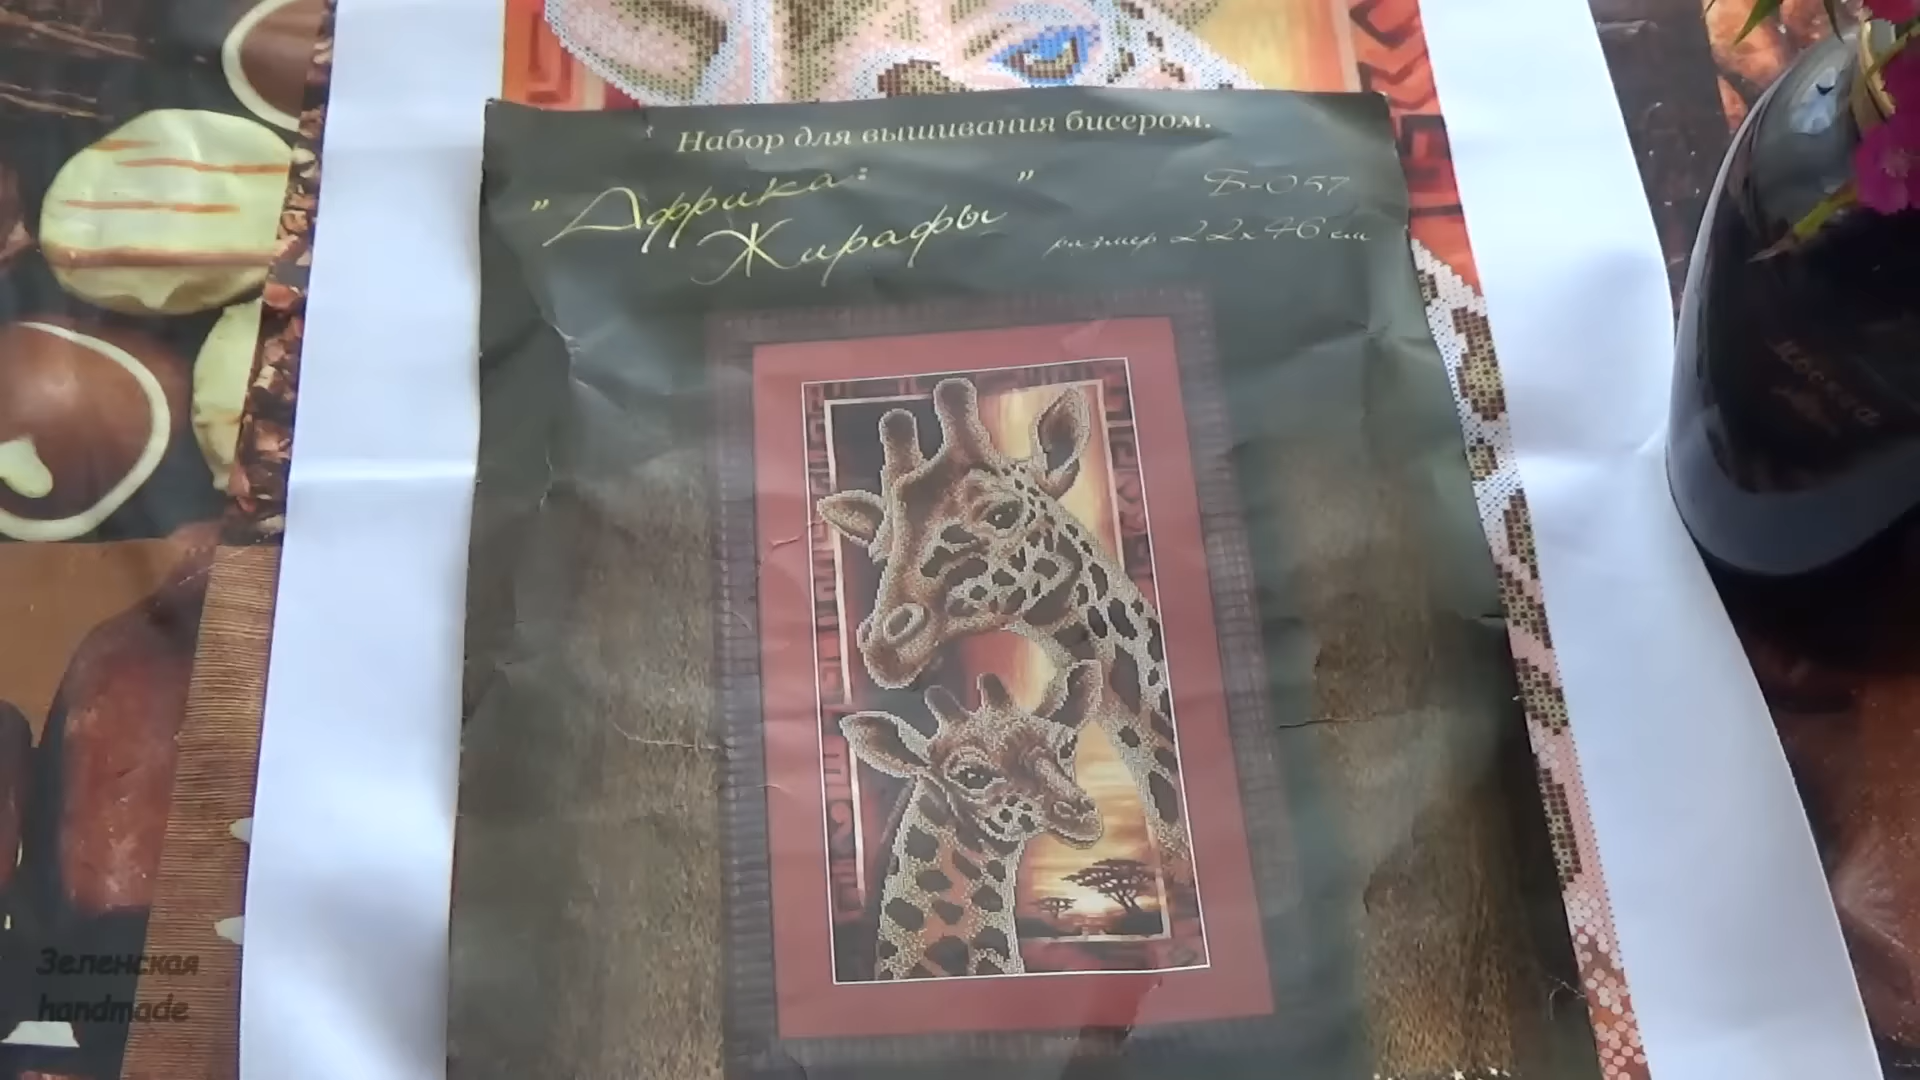 Набор для вышивания бисером.
"Африка:
Жирафы"
Б-057
размер 22х46 см
Зеленская
handmade